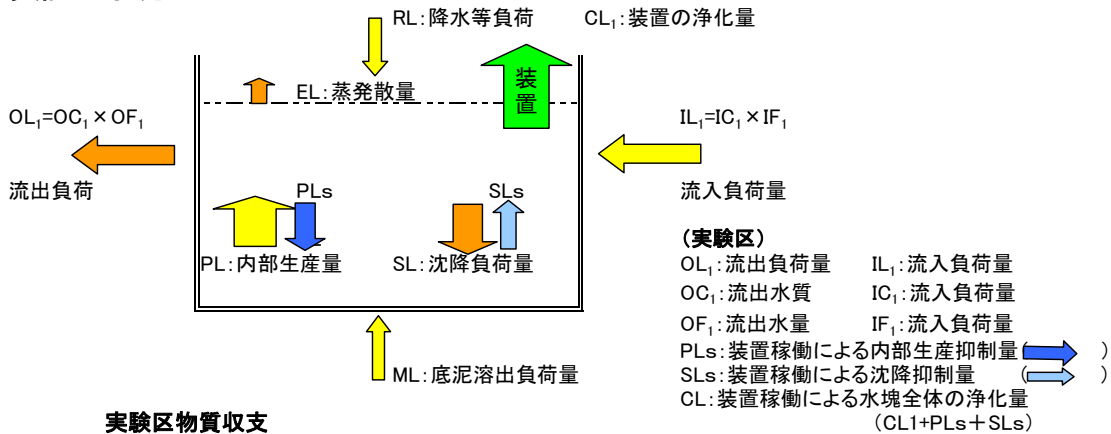 RL：降水等負荷 CL₁：装置の浄化量
装置
EL：蒸発散量
OL₁=OC₁×OF₁
IL₁=IC₁×IF₁
流出負荷
流入負荷量
PLs
SLs
PL：内部生産量 SL：沈降負荷量
（実験区）
OL₁：流出負荷量 IL₁：流入負荷量
OC₁：流出水質 IC₁：流入負荷量
OF₁：流出水量 IF₁：流入負荷量
PLs：装置稼働による内部生産抑制量（ ）
SLs：装置稼働による沈降抑制量 （ ）
CL：装置稼働による水塊全体の浄化量
（CL1+PLs＋SLs）
ML：底泥溶出負荷量
実験区物質収支